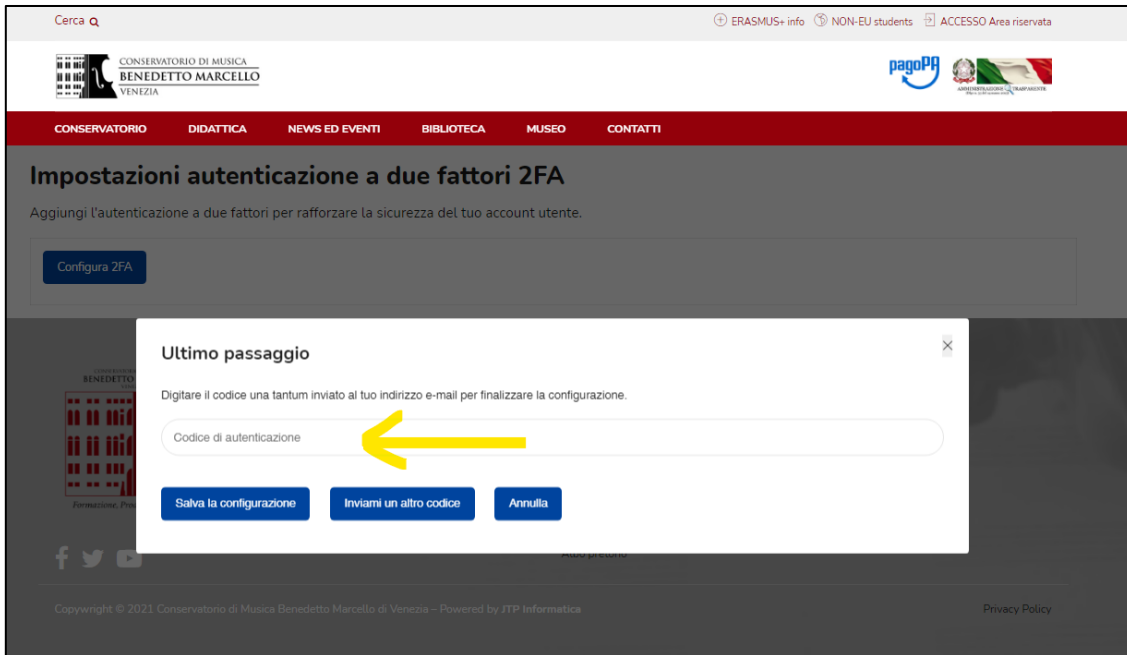 Cerca
ERASMUS+ info NON-EU students ACCESSO Area riservata
CONSERVATORIO DI MUSICA
BENEDETTO MARCELLO
VENEZIA
pagoPA
AMMINISTRAZIONE TRASPARENTE
CONSERVATORIO DIDATTICA NEWS ED EVENTI BIBLIOTECA MUSEO CONTATTI
Impostazioni autenticazione a due fattori 2FA
Aggiungi l'autenticazione a due fattori per rafforzare la sicurezza del tuo account utente.
Configura 2FA
Ultimo passaggio
BENEDETTO
Digitare il codice una tantum inviato al tuo indirizzo e-mail per finalizzare la configurazione.
Codice di autenticazione
Salva la configurazione Inviami un altro codice Annulla
Formazione,
Albo pretorio
Copywright © 2021 Conservatorio di Musica Benedetto Marcello di Venezia – Powered by JTP Informatica
Privacy Policy